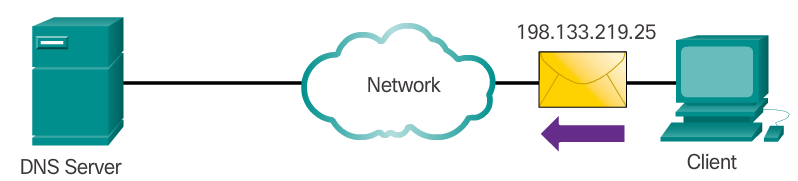 198.133.219.25
Network
DNS Server
Client